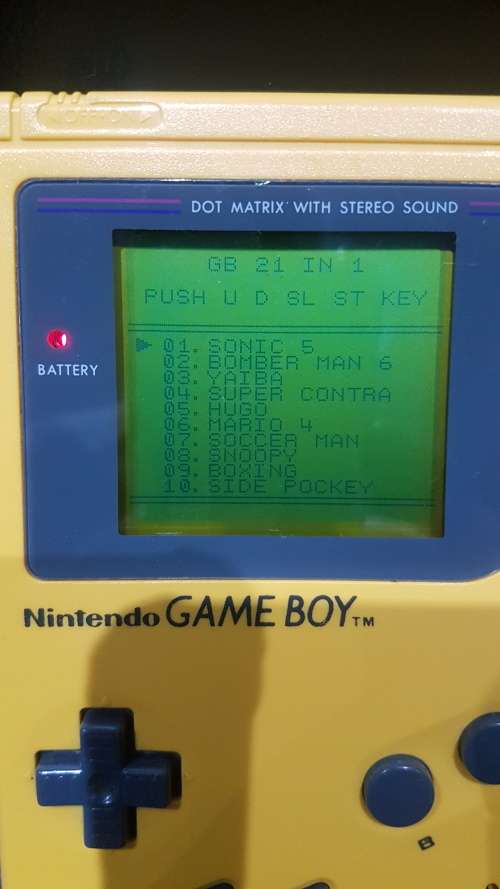 DOT MATRIX WITH STEREO SOUND
GB 21 IN 1
PUSH U D SL ST KEY
01. SONIC 5
02. BOMBER MAN 6
03. YAIBA
04. SUPER CONTRA
05. HUGO
06. MARIO 4
07. SOCCER MAN
08. SNOOPY
09. BOXING
10. SIDE POCKEY
BATTERY
Nintendo GAME BOY TM
B